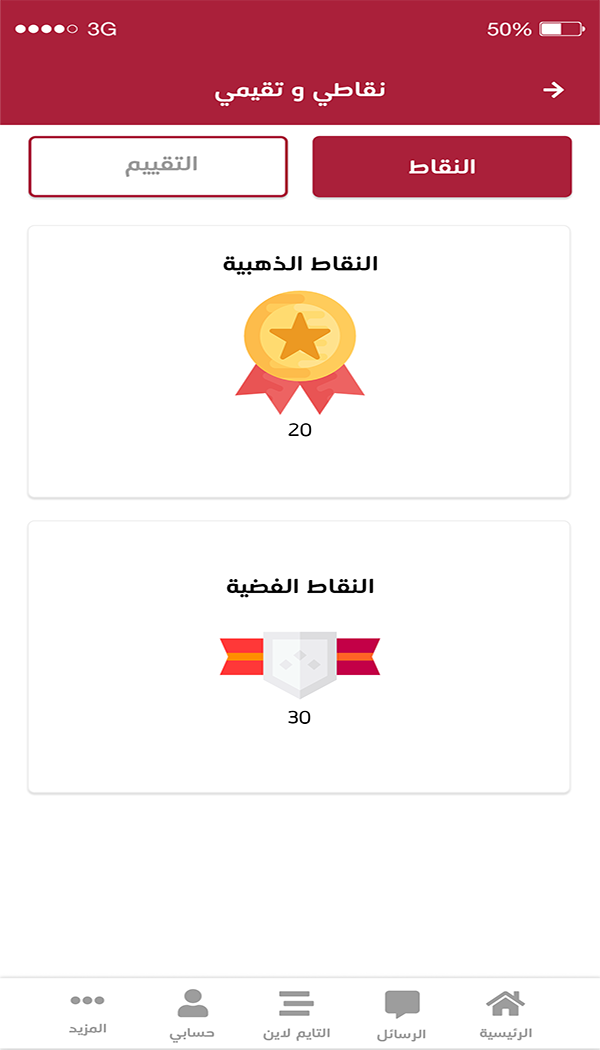 3G
50%
نقاطي و تقيمي
النقاط
التقييم
النقاط الذهبية
20
النقاط الفضية
30
الرئيسية
الرسائل
التايم لاين
حسابي
المزيد